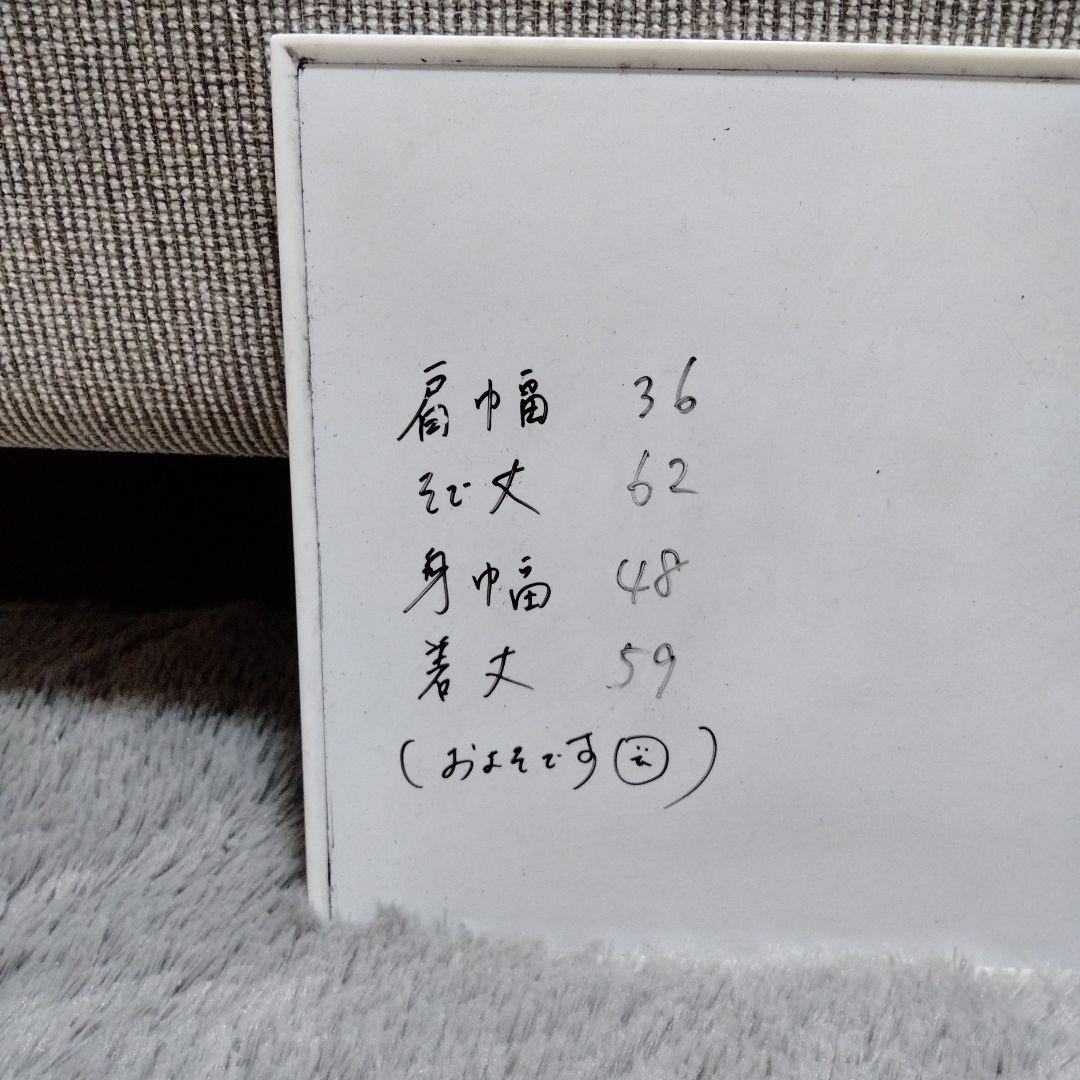 肩幅 36
そで丈 62
身幅 48
着丈 59
(およそです)